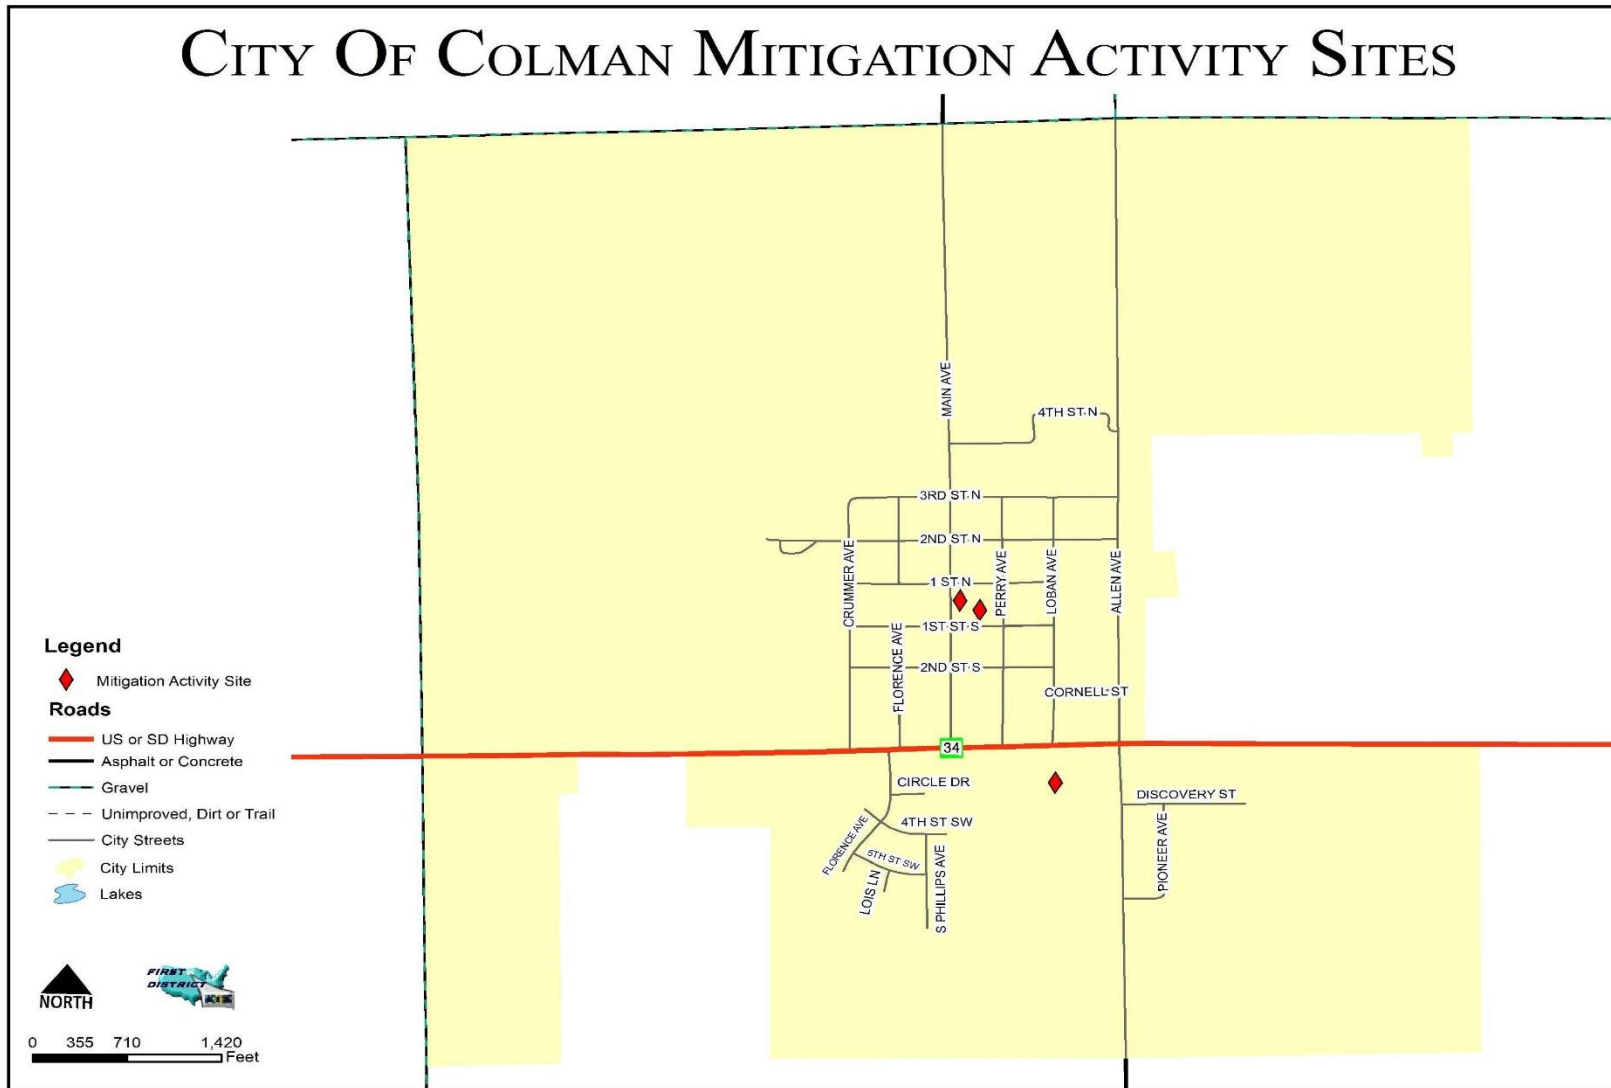 CITY OF COLMAN MITIGATION ACTIVITY SITES
MAIN AVE
4TH ST N
3RD ST N
2ND ST N
1 ST N
CRUMMER AVE
PERRY AVE
LOBAN AVE
ALLEN AVE
1ST ST S
FLORENCE AVE
2ND ST S
CORNELL ST
34
CIRCLE DR
DISCOVERY ST
4TH ST SW
FLORENCE AVE
5TH ST SW
LOIS LN
S PHILLIPS AVE
PIONEER AVE
Legend
Mitigation Activity Site
Roads
US or SD Highway
Asphalt or Concrete
Gravel
Unimproved, Dirt or Trail
City Streets
City Limits
Lakes
NORTH
FIRST
DISTRICT
0 355 710 1,420
Feet